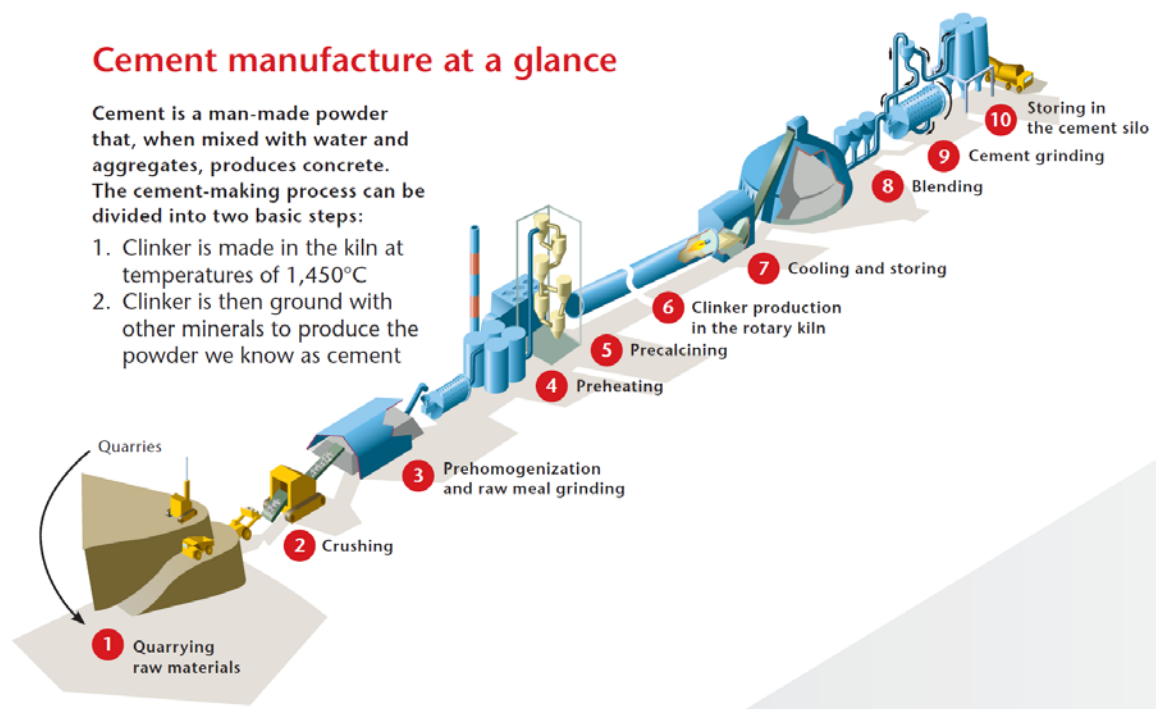 Cement manufacture at a glance
Cement is a man-made powder
that, when mixed with water and
aggregates, produces concrete.
The cement-making process can be
divided into two basic steps:
1. Clinker is made in the kiln at
temperatures of 1,450°C
2. Clinker is then ground with
other minerals to produce the
powder we know as cement
Quarries
1 Quarrying
raw materials
2 Crushing
3 Prehomogenization
and raw meal grinding
4 Preheating
5 Precalcining
6 Clinker production
in the rotary kiln
7 Cooling and storing
8 Blending
9 Cement grinding
10 Storing in
the cement silo